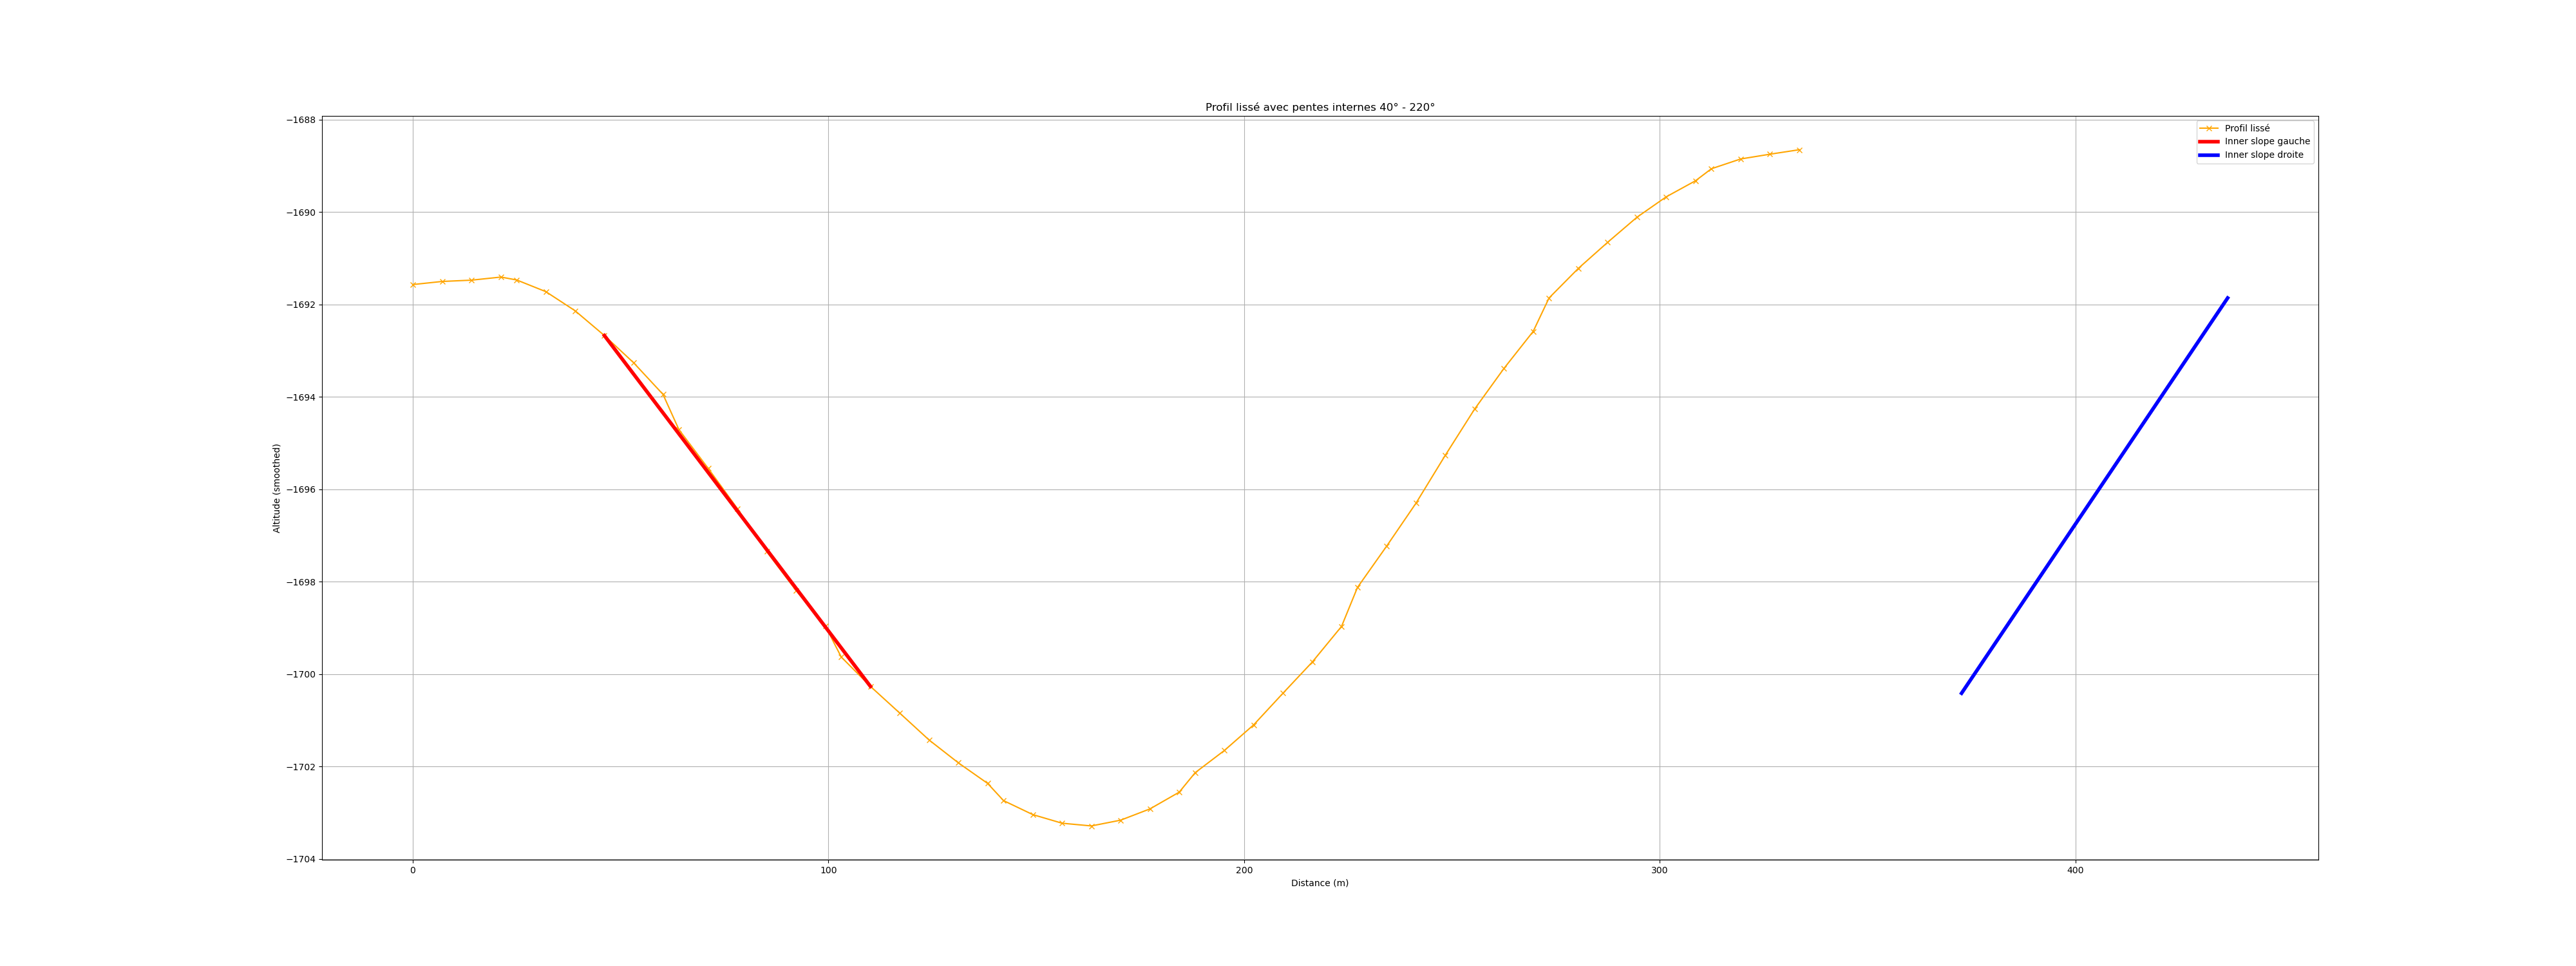 Profil lissé avec pentes internes 40° - 220°
Profil lissé
Inner slope gauche
Inner slope droite
Altitude (smoothed)
−1688
−1690
−1692
−1694
−1696
−1698
−1700
−1702
−1704
0 100 200 300 400
Distance (m)